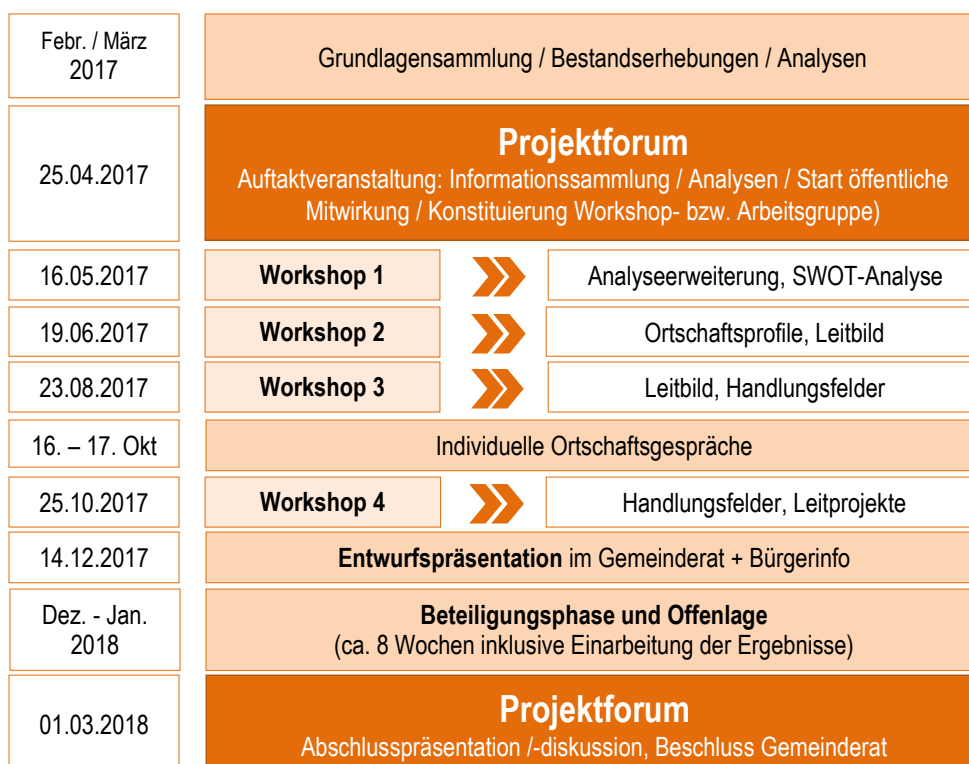 Febr. / März
2017
Grundlagensammlung / Bestandserhebungen / Analysen
25.04.2017
Projektforum
Auftaktveranstaltung: Informationssammlung / Analysen / Start öffentliche
Mitwirkung / Konstituierung Workshop- bzw. Arbeitsgruppe)
16.05.2017
Workshop 1
Analyseerweiterung, SWOT-Analyse
19.06.2017
Workshop 2
Ortschaftsprofile, Leitbild
23.08.2017
Workshop 3
Leitbild, Handlungsfelder
16. – 17. Okt
Individuelle Ortschaftsgespräche
25.10.2017
Workshop 4
Handlungsfelder, Leitprojekte
14.12.2017
Entwurfspräsentation im Gemeinderat + Bürgerinfo
Dez. - Jan.
2018
Beteiligungsphase und Offenlage
(ca. 8 Wochen inklusive Einarbeitung der Ergebnisse)
01.03.2018
Projektforum
Abschlusspräsentation /-diskussion, Beschluss Gemeinderat